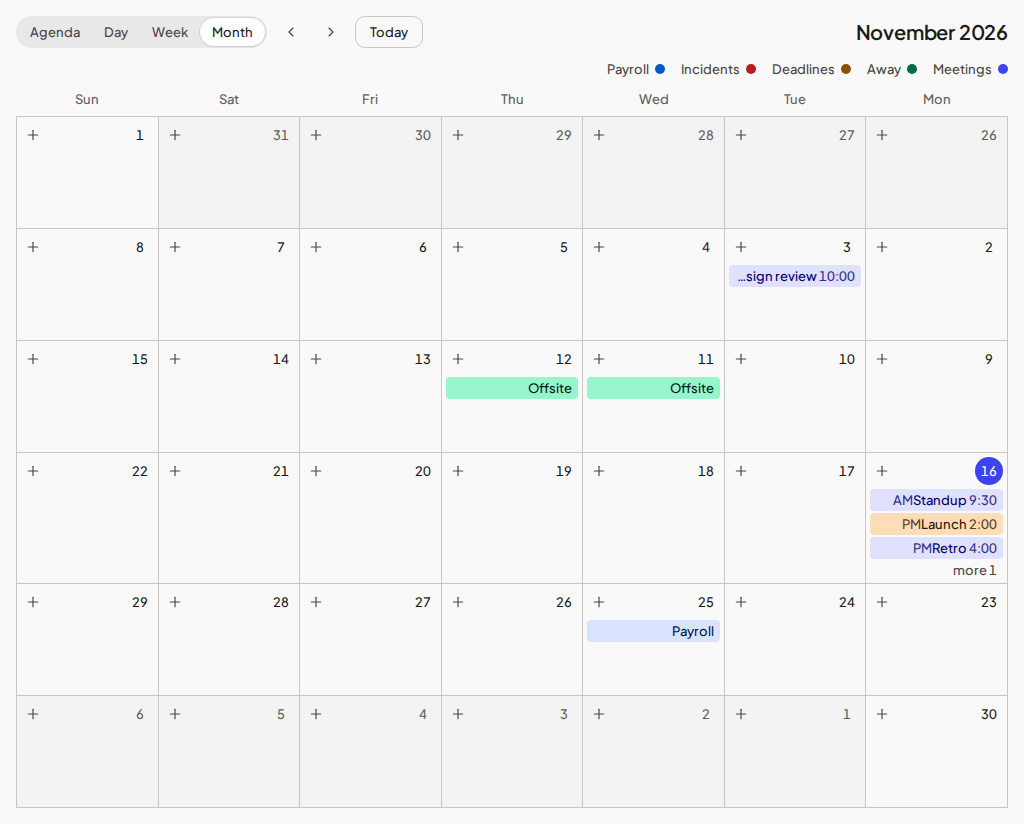 Agenda Day Week Month Today November 2026
Payroll Incidents Deadlines Away Meetings
Sun Sat Fri Thu Wed Tue Mon
1 31 30 29 28 27 26
8 7 6 5 4 3 2
…sign review 10:00
15 14 13 12 11 10 9
Offsite Offsite
22 21 20 19 18 17 16
AMStandup 9:30
PMLaunch 2:00
PMRetro 4:00
more 1
29 28 27 26 25 24 23
Payroll
6 5 4 3 2 1 30